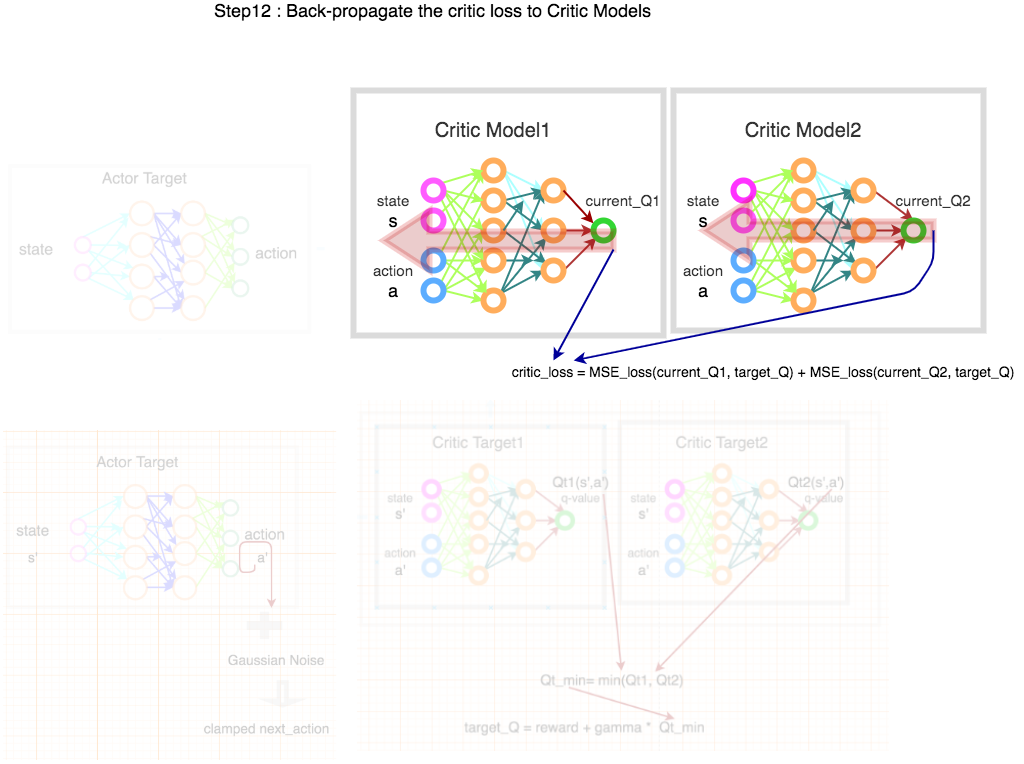 Step12 : Back-propagate the critic loss to Critic Models
Critic Model1
state
s
action
a
current_Q1
Critic Model2
state
s
action
a
current_Q2
critic_loss = MSE_loss(current_Q1, target_Q) + MSE_loss(current_Q2, target_Q)
Actor Target
state
action
Actor Target
state
s'
action
a'
Gaussian Noise
clamped next_action
Critic Target1
state
s'
action
a'
Qt1(s',a')
q-value
Critic Target2
state
s'
action
a'
Qt2(s',a')
q-value
Qt_min= min(Qt1, Qt2)
target_Q = reward + gamma * Qt_min